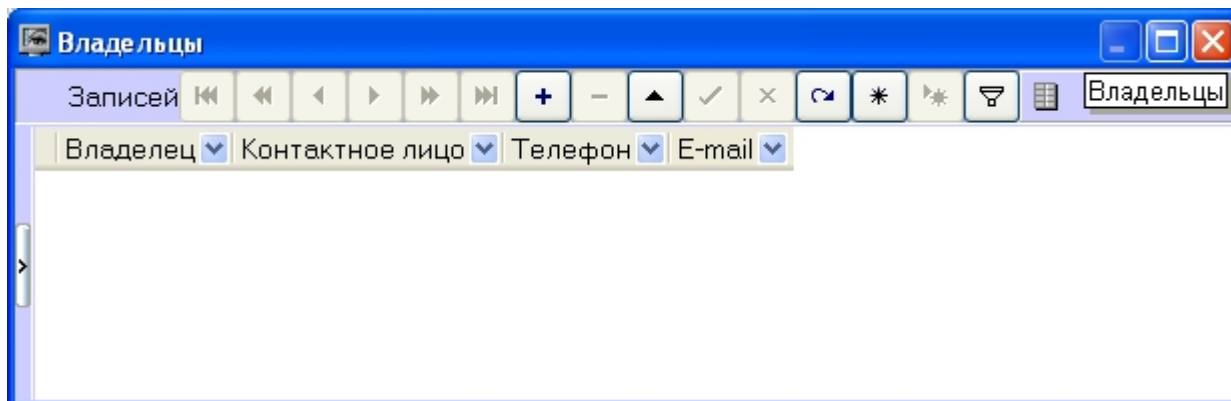 Владельцы
Записей Владельцы
Владелец Контактное лицо Телефон E-mail